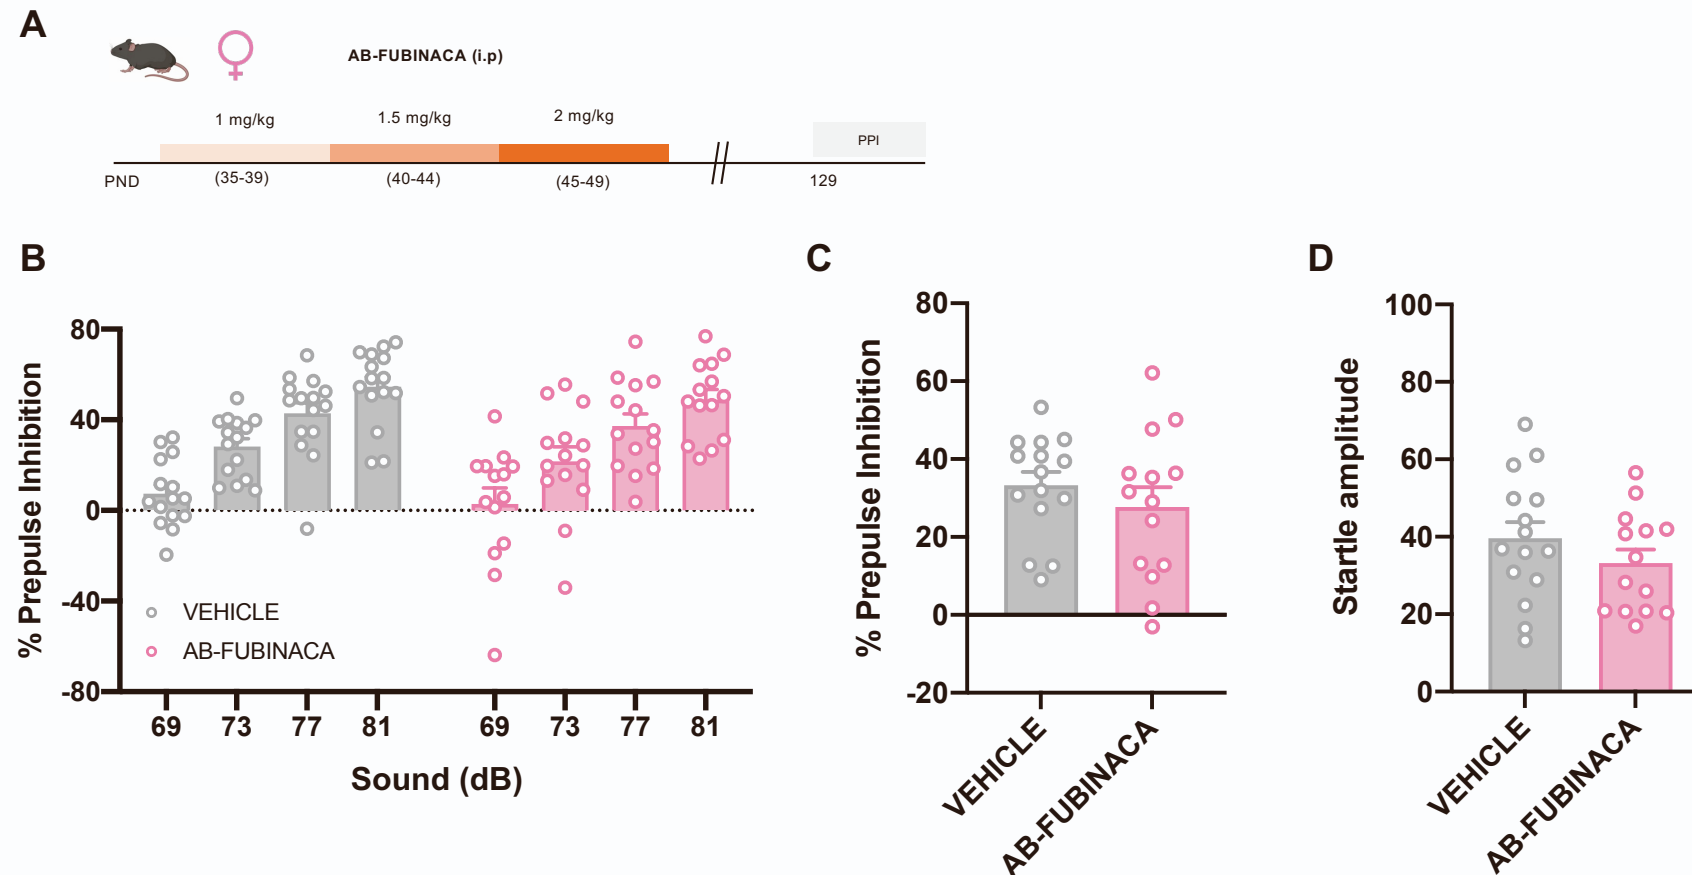 A
AB-FUBINACA (i.p)
1 mg/kg
1.5 mg/kg
2 mg/kg
PPI
PND
(35-39)
(40-44)
(45-49)
129
B
% Prepulse Inhibition
80
40
0
-40
-80
VEHICLE
AB-FUBINACA
69 73 77 81 69 73 77 81
Sound (dB)
C
% Prepulse Inhibition
80
60
40
20
0
-20
VEHICLE
AB-FUBINACA
D
Startle amplitude
100
80
60
40
20
0
VEHICLE
AB-FUBINACA